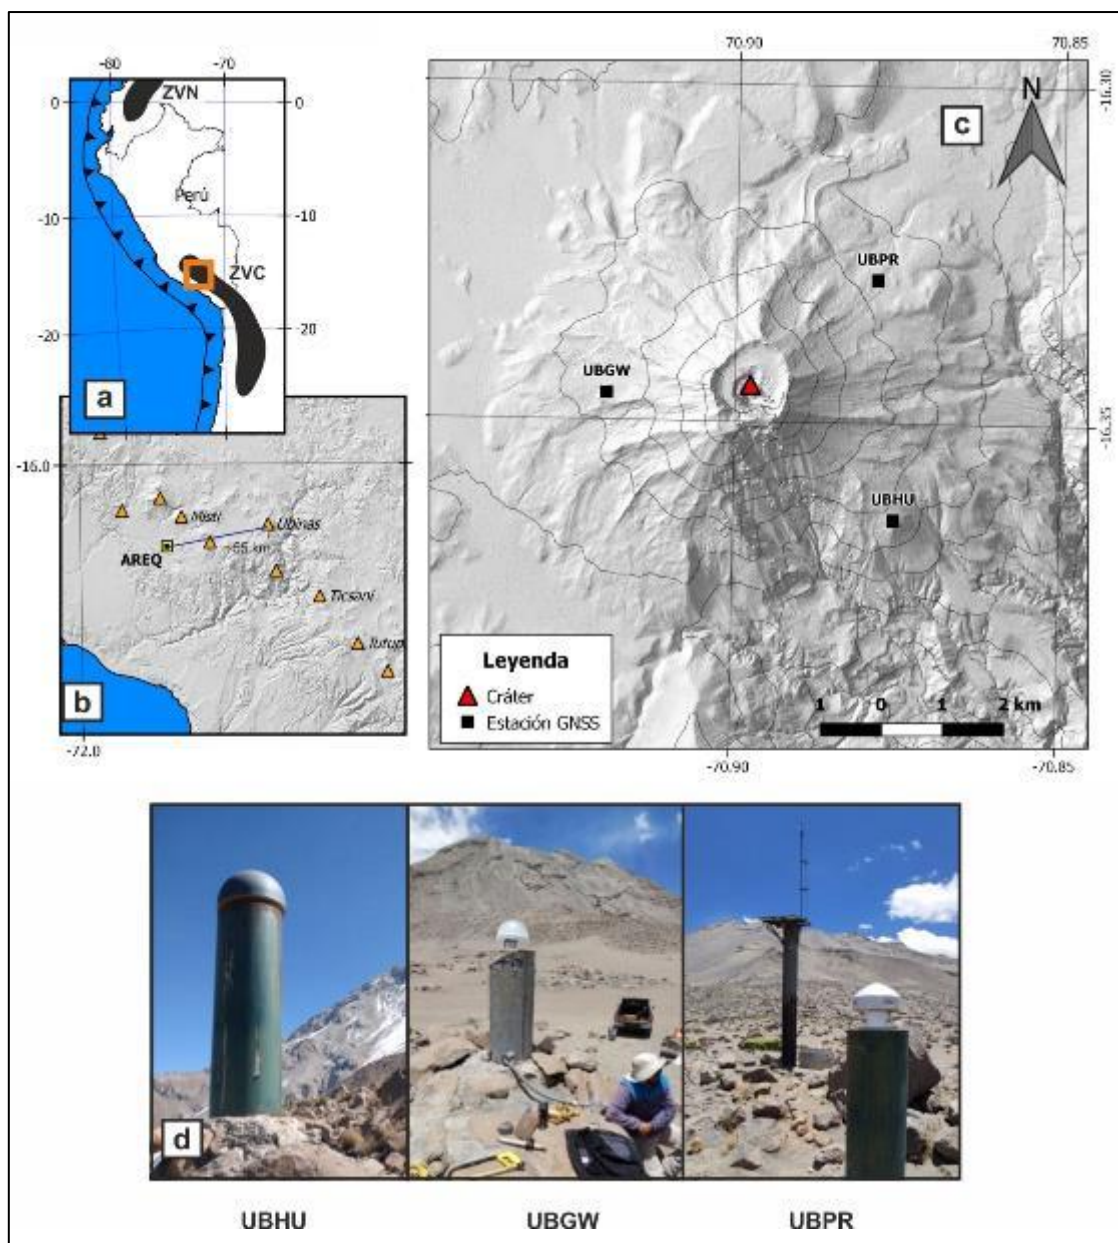 -80 -70
ZVN
0 0
Perú
-10 -10
ZVC
-20 -20
a
-16.0
Misti
Ubinas
AREQ
~65 km
Ticsani
Tutup
b
-72.0
70.90 70.85
-16.30
N
c
UBPR
UBGW
-16.35
UBHU
Leyenda
Cráter
Estación GNSS
1 0 1 2 km
-70.90 -70.85
d
UBHU UBGW UBPR